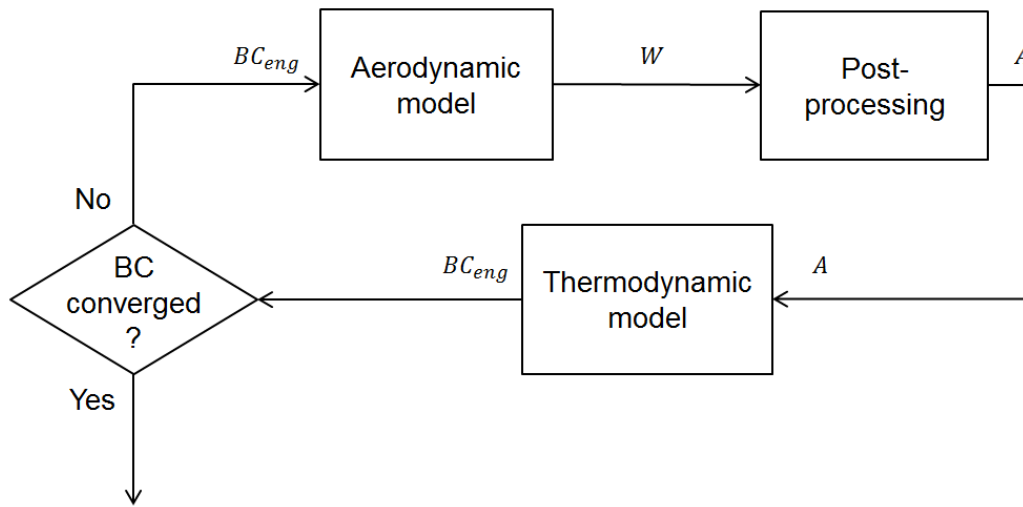 BC_eng
Aerodynamic
model
W
Post-
processing
A
No
BC
converged
?
BC_eng
Thermodynamic
model
A
Yes